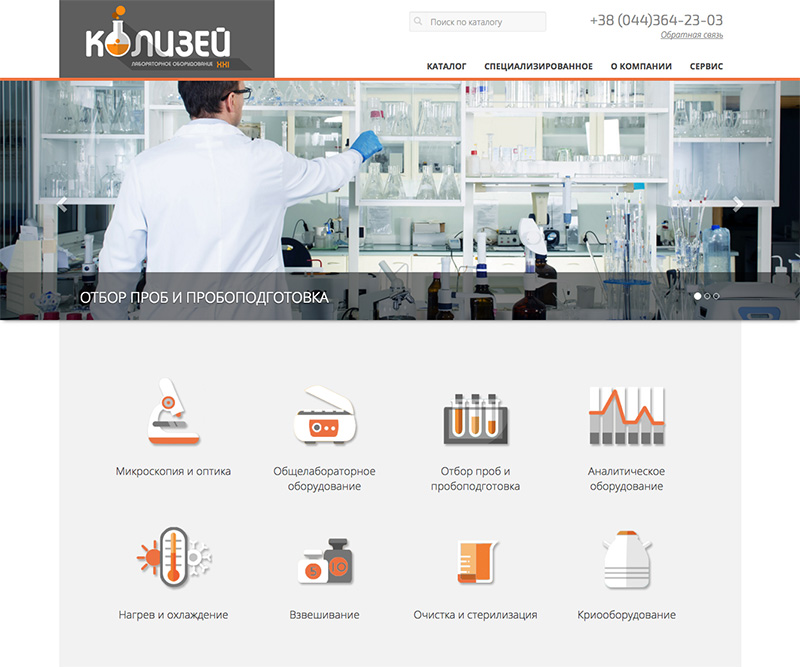 КОЛИЗЕЙ
ЛАБОРАТОРНОЕ ОБОРУДОВАНИЕ XXI
Поиск по каталогу
+38 (044)364-23-03
Обратная связь
КАТАЛОГ СПЕЦИАЛИЗИРОВАННОЕ О КОМПАНИИ СЕРВИС
ОТБОР ПРОБ И ПРОБОПОДГОТОВКА
Микроскопия и оптика
Общелабораторное
оборудование
Отбор проб и
пробоподготовка
Аналитическое
оборудование
Нагрев и охлаждение
Взвешивание
Очистка и стерилизация
Криооборудование